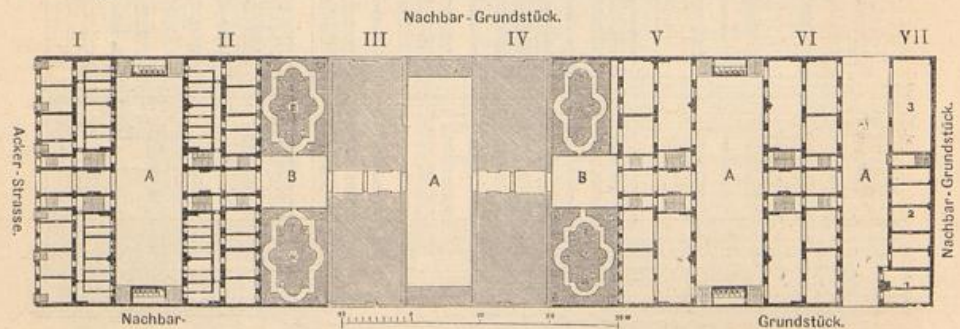 Nachbar-Grundstück.
I II III IV V VI VII
Acker-Strasse.
A B A B A A
3
2
1
Nachbar-Grundstück.
Nachbar- Grundstück.